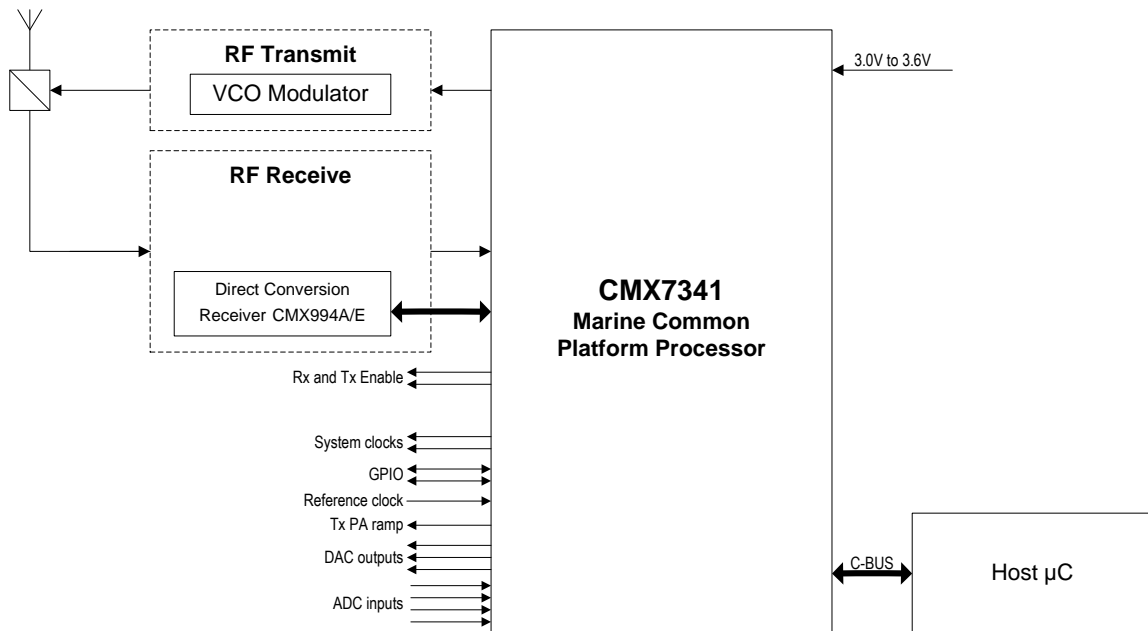 RF Transmit
VCO Modulator
3.0V to 3.6V
RF Receive
Direct Conversion
Receiver CMX994A/E
CMX7341
Marine Common
Platform Processor
Rx and Tx Enable
System clocks
GPIO
Reference clock
Tx PA ramp
DAC outputs
ADC inputs
C-BUS
Host µC